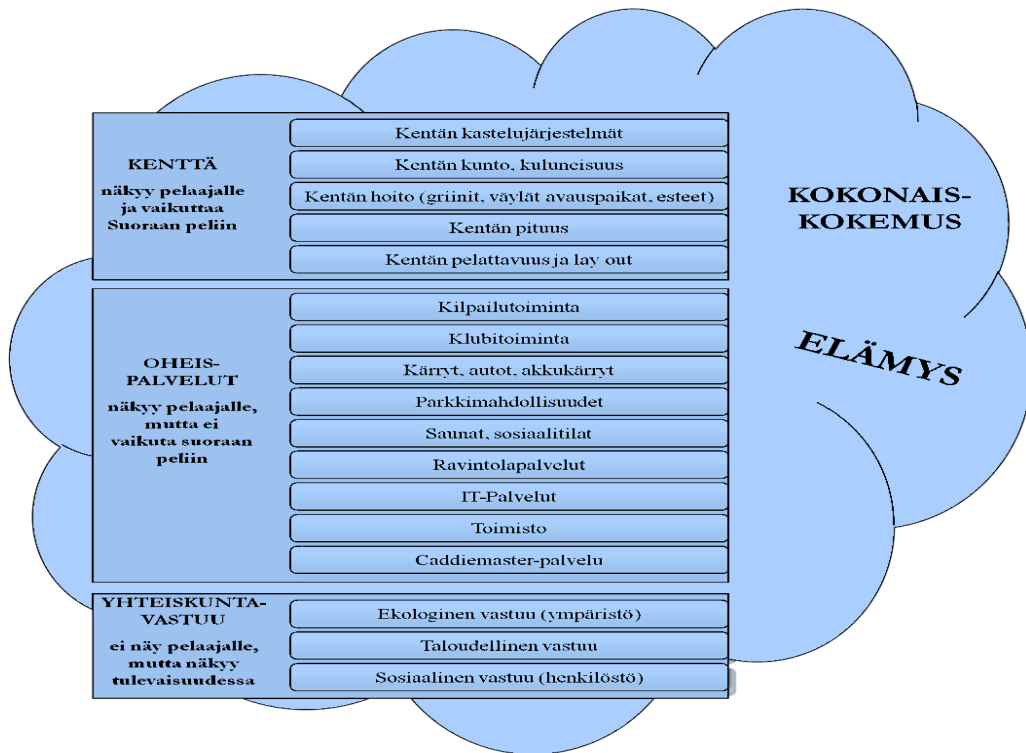 KENTTÄ
näkyy pelaajalle
ja vaikuttaa
Suoraan peliin
Kentän kastelujärjestelmät
Kentän kunto, kuluneisuus
Kentän hoito (griinit, väylät avauspaikat, esteet)
Kentän pituus
Kentän pelattavuus ja lay out
OHEIS-
PALVELUT
näkyy pelaajalle,
mutta ei
vaikuta suoraan
peliin
Kilpailutoiminta
Klubitoiminta
Kärryt, autot, akkukärryt
Parkkimahdollisuudet
Saunat, sosiaalitilat
Ravintolapalvelut
IT-Palvelut
Toimisto
Caddiemaster-palvelu
YHTEISKUNTA-
VASTUU
ei näy pelaajalle,
mutta näkyy
tulevaisuudessa
Ekologinen vastuu (ympäristö)
Taloudellinen vastuu
Sosiaalinen vastuu (henkilöstö)
KOKONAIS-
KOKEMUS
ELÄMYS